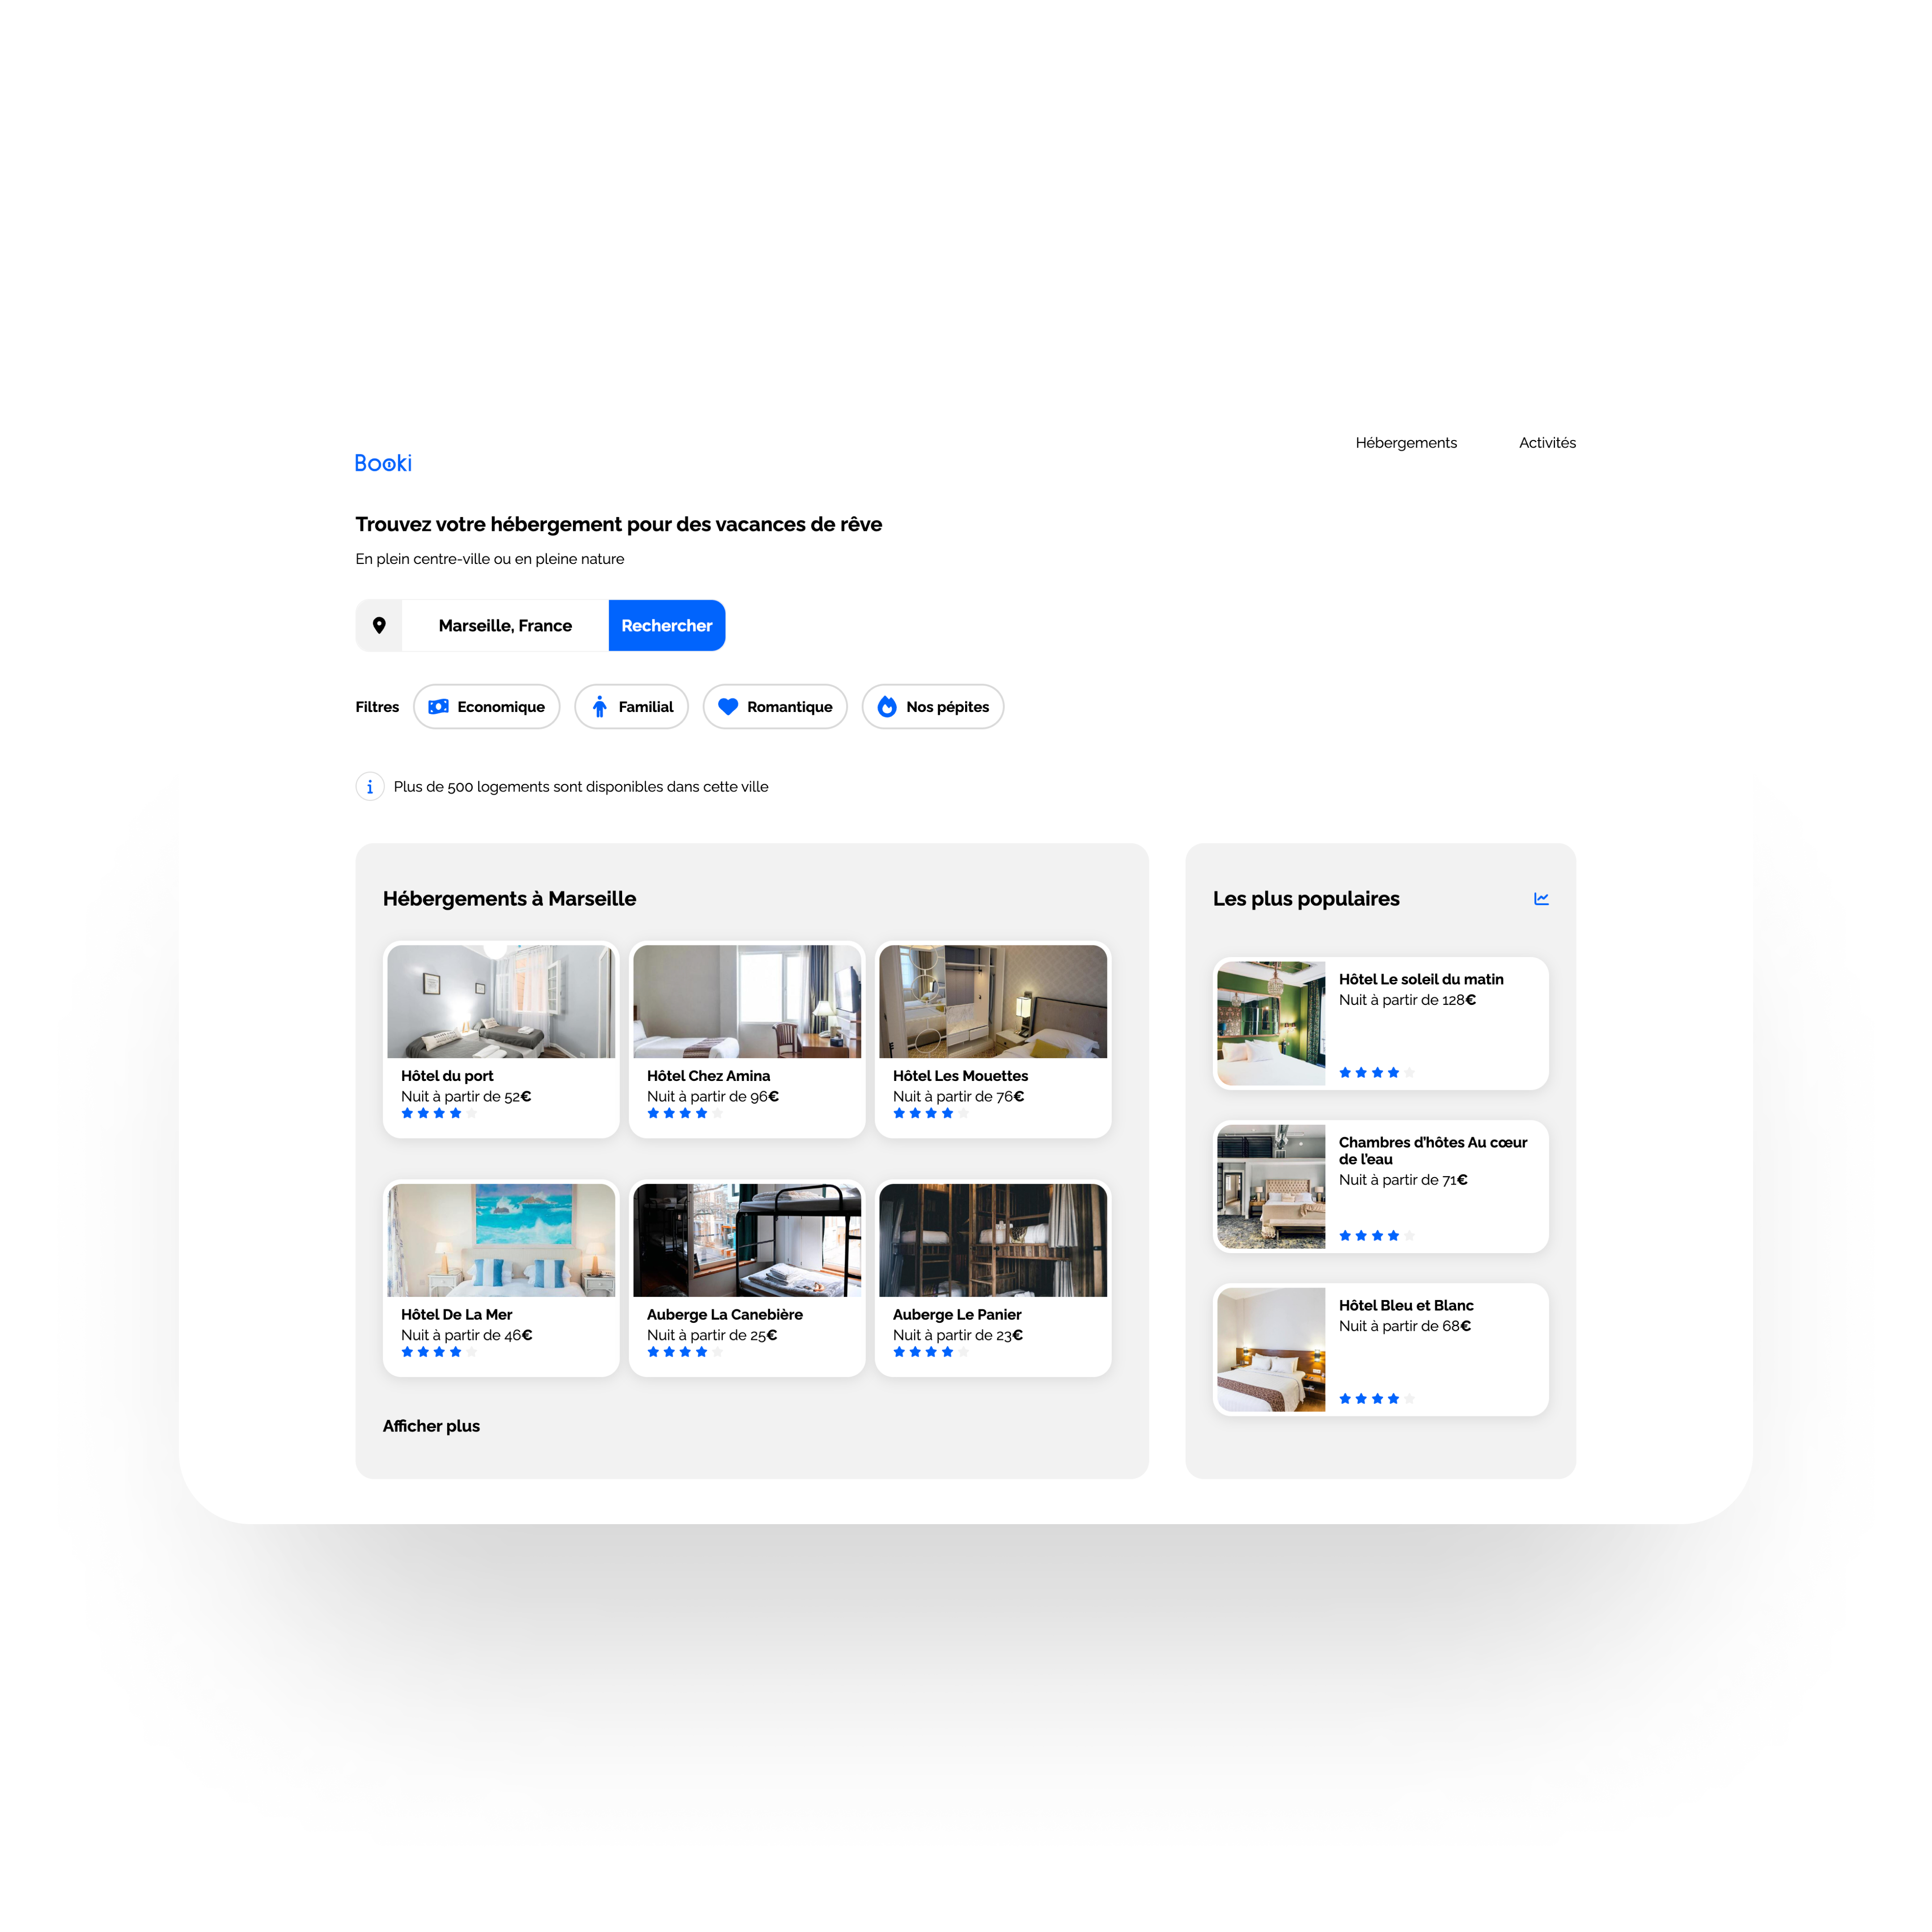 Booki
Hébergements
Activités
Trouvez votre hébergement pour des vacances de rêve
En plein centre-ville ou en pleine nature
Marseille, France
Rechercher
Filtres
Economique
Familial
Romantique
Nos pépites
Plus de 500 logements sont disponibles dans cette ville
Hébergements à Marseille
Hôtel du port
Nuit à partir de 52€
Hôtel Chez Amina
Nuit à partir de 96€
Hôtel Les Mouettes
Nuit à partir de 76€
Hôtel De La Mer
Nuit à partir de 46€
Auberge La Canebière
Nuit à partir de 25€
Auberge Le Panier
Nuit à partir de 23€
Afficher plus
Les plus populaires
Hôtel Le soleil du matin
Nuit à partir de 128€
Chambres d'hôtes Au cœur
de l'eau
Nuit à partir de 71€
Hôtel Bleu et Blanc
Nuit à partir de 68€